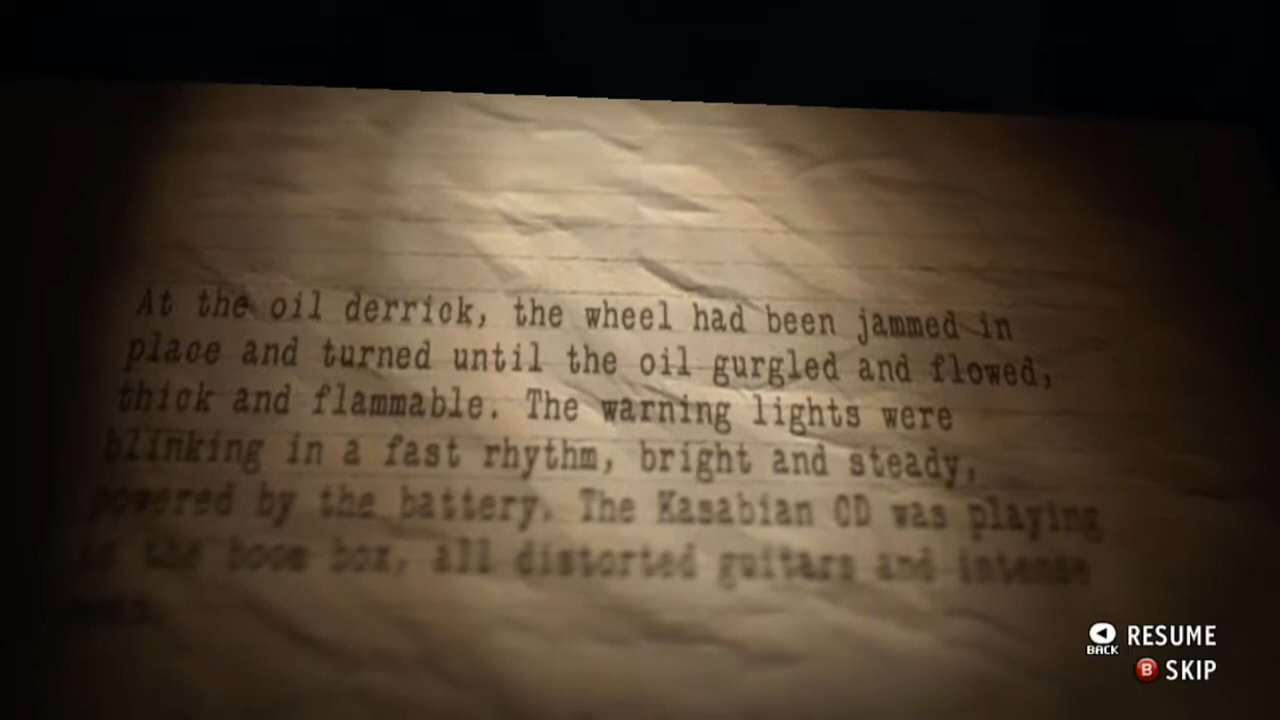 At the oil derrick, the wheel had been jammed in
place and turned until the oil gurgled and flowed,
thick and flammable. The warning lights were
blinking in a fast rhythm, bright and steady,
powered by the battery. The Kasabian CD was playing
the boom box, all distorted guitars and intense
RESUME
BACK
B SKIP